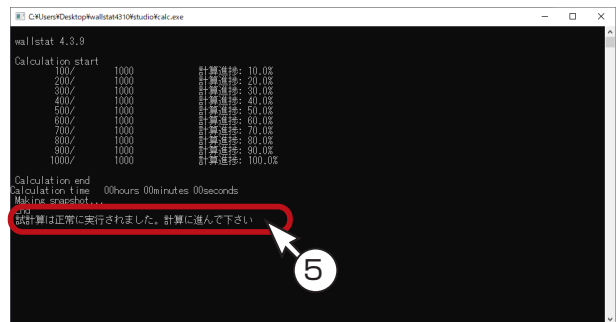 C:¥Users¥Desktop¥wallstat4310¥studio¥calc.exe
wallstat 4.3.9
Calculation start
100/ 1000 計算進捗: 10.0%
200/ 1000 計算進捗: 20.0%
300/ 1000 計算進捗: 30.0%
400/ 1000 計算進捗: 40.0%
500/ 1000 計算進捗: 50.0%
600/ 1000 計算進捗: 60.0%
700/ 1000 計算進捗: 70.0%
800/ 1000 計算進捗: 80.0%
900/ 1000 計算進捗: 90.0%
1000/ 1000 計算進捗: 100.0%
Calculation end
Calculation time 00hours 00minutes 00seconds
Making snapshot...
End
試計算は正常に実行されました。計算に進んで下さい
5